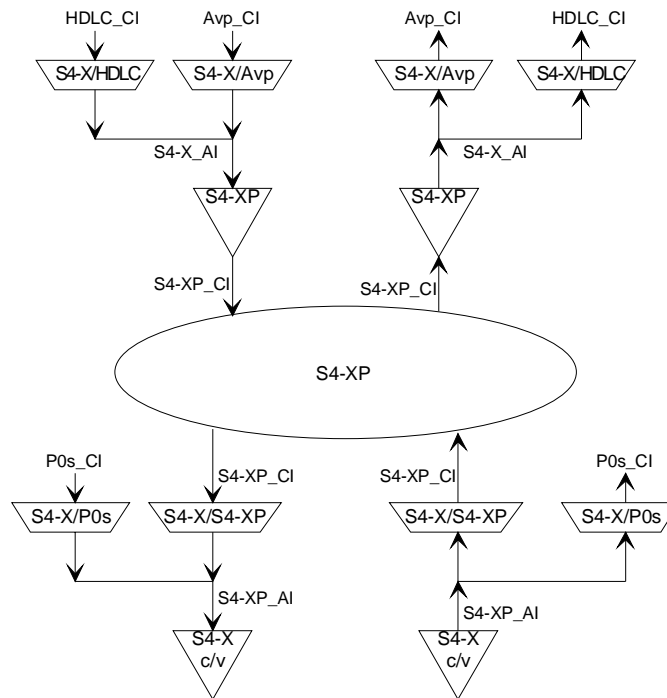 HDLC_CI Avp_CI Avp_CI HDLC_CI
S4-X/HDLC S4-X/Avp S4-X/Avp S4-X/HDLC
S4-X_AI S4-X_AI
S4-XP S4-XP
S4-XP_CI S4-XP_CI
S4-XP
P0s_CI S4-XP_CI S4-XP_CI P0s_CI
S4-X/P0s S4-X/S4-XP S4-X/S4-XP S4-X/P0s
S4-XP_AI S4-XP_AI
S4-X S4-X
c/v c/v